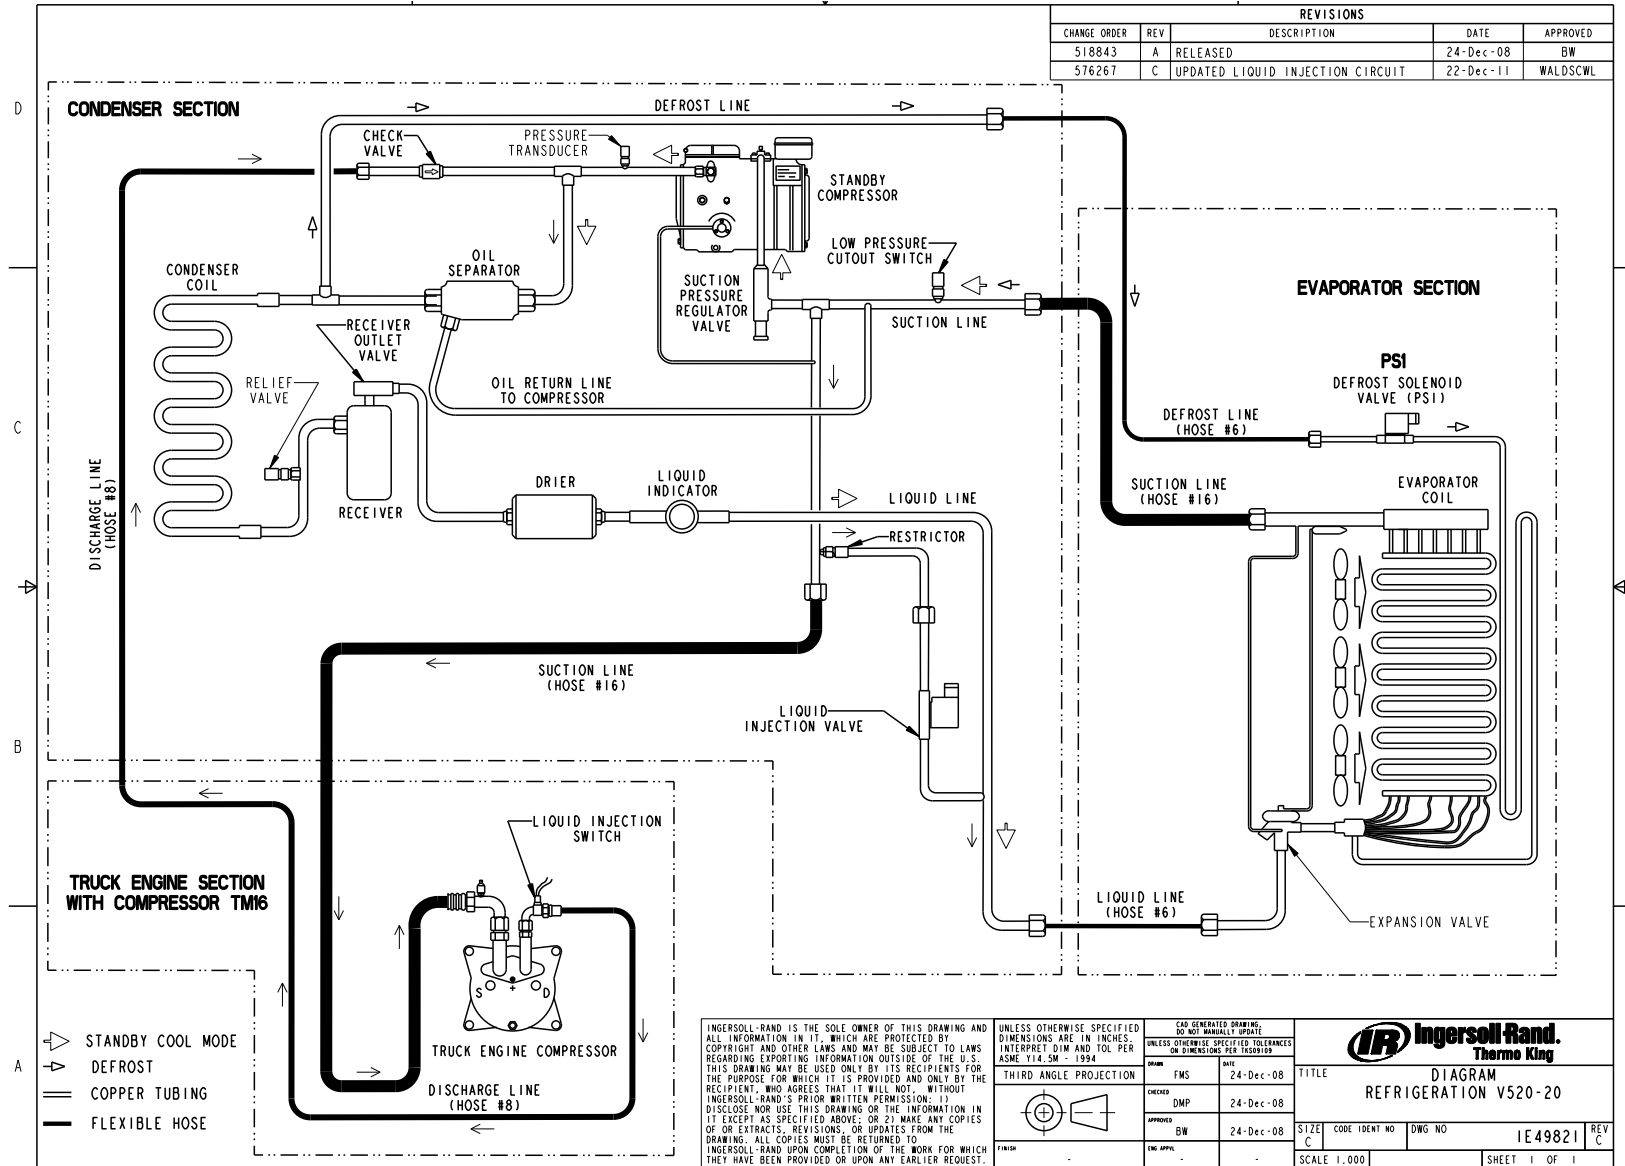 REVISIONS
CHANGE ORDER REV DESCRIPTION DATE APPROVED
518843 A RELEASED 24-Dec-08 BW
576267 C UPDATED LIQUID INJECTION CIRCUIT 22-Dec-11 WALDSCWL
D
CONDENSER SECTION
DEFROST LINE
CHECK
VALVE
PRESSURE
TRANSDUCER
STANDBY
COMPRESSOR
LOW PRESSURE
CUTOUT SWITCH
OIL
SEPARATOR
CONDENSER
COIL
SUCTION
PRESSURE
REGULATOR
VALVE
SUCTION LINE
EVAPORATOR SECTION
RECEIVER
OUTLET
VALVE
RELIEF
VALVE
OIL RETURN LINE
TO COMPRESSOR
PS1
DEFROST SOLENOID
VALVE (PS1)
DEFROST LINE
(HOSE #6)
C
DISCHARGE LINE
(HOSE #8)
RECEIVER
DRIER
LIQUID
INDICATOR
LIQUID LINE
SUCTION LINE
(HOSE #16)
EVAPORATOR
COIL
RESTRICTOR
SUCTION LINE
(HOSE #16)
LIQUID
INJECTION VALVE
B
LIQUID INJECTION
SWITCH
TRUCK ENGINE SECTION
WITH COMPRESSOR TM16
LIQUID LINE
(HOSE #6)
EXPANSION VALVE
S D
TRUCK ENGINE COMPRESSOR
DISCHARGE LINE
(HOSE #8)
A
STANDBY COOL MODE
DEFROST
COPPER TUBING
FLEXIBLE HOSE
INGERSOLL-RAND IS THE SOLE OWNER OF THIS DRAWING AND
ALL INFORMATION IN IT, WHICH ARE PROTECTED BY
COPYRIGHT AND OTHER LAWS AND MAY BE SUBJECT TO LAWS
REGARDING EXPORTING INFORMATION OUTSIDE OF THE U.S.
THIS DRAWING MAY BE USED ONLY BY ITS RECIPIENTS FOR
THE PURPOSE FOR WHICH IT IS PROVIDED AND ONLY BY THE
RECIPIENT, WHO AGREES THAT IT WILL NOT, WITHOUT
INGERSOLL-RAND'S PRIOR WRITTEN PERMISSION: 1)
DISCLOSE NOR USE THIS DRAWING OR THE INFORMATION IN
IT EXCEPT AS SPECIFIED ABOVE; OR 2) MAKE ANY COPIES
OF OR EXTRACTS, REVISIONS, OR UPDATES FROM THE
DRAWING. ALL COPIES MUST BE RETURNED TO
INGERSOLL-RAND UPON COMPLETION OF THE WORK FOR WHICH
THEY HAVE BEEN PROVIDED OR UPON ANY EARLIER REQUEST.
UNLESS OTHERWISE SPECIFIED
DIMENSIONS ARE IN INCHES.
INTERPRET DIM AND TOL PER
ASME Y14.5M - 1994
THIRD ANGLE PROJECTION
FINISH
-
CAD GENERATED DRAWING,
DO NOT MANUALLY UPDATE
UNLESS OTHERWISE SPECIFIED TOLERANCES
ON DIMENSIONS PER TKS09109
DRAWN FMS DATE 24-Dec-08
CHECKED DMP 24-Dec-08
APPROVED BW 24-Dec-08
ENG APPVL - -
IR Ingersoll-Rand.
Thermo King
TITLE DIAGRAM
REFRIGERATION V520-20
SIZE C CODE IDENT NO DWG NO 1E49821 REV C
SCALE 1.000 SHEET 1 OF 1